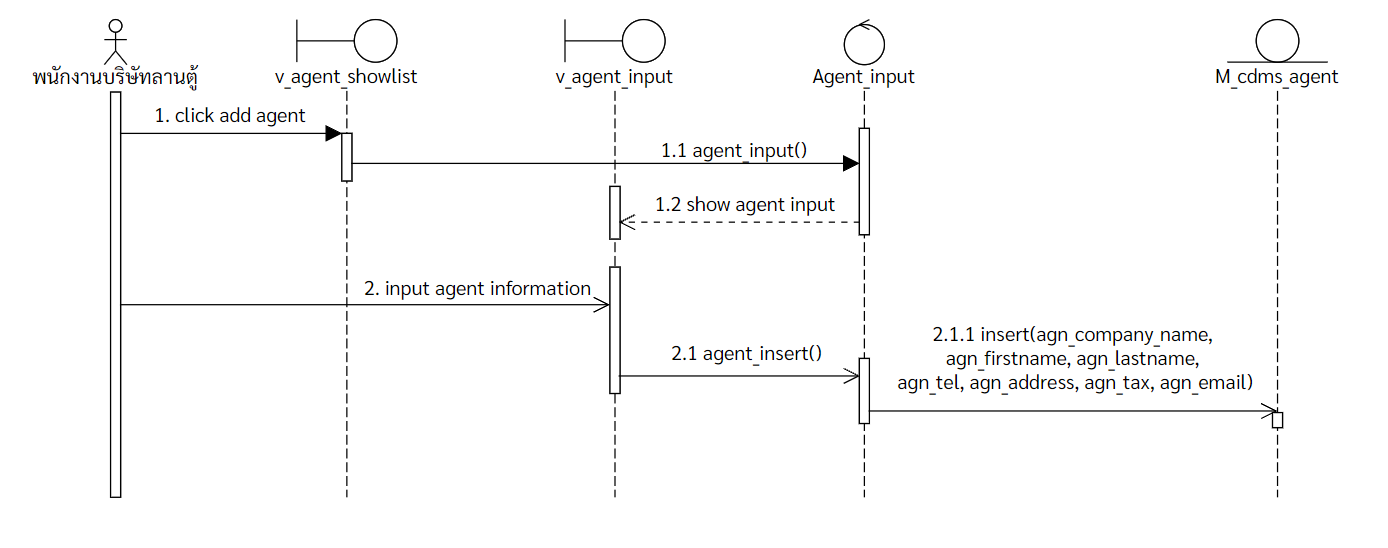 พนักงานบริษัทลานตู้
v_agent_showlist
v_agent_input
Agent_input
M_cdms_agent
1. click add agent
1.1 agent_input()
1.2 show agent input
2. input agent information
2.1 agent_insert()
2.1.1 insert(agn_company_name,
agn_firstname, agn_lastname,
agn_tel, agn_address, agn_tax, agn_email)